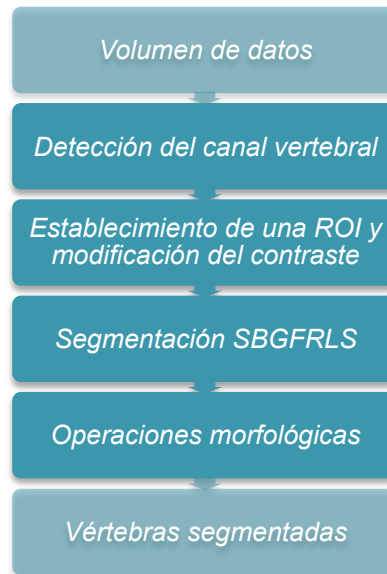 Volumen de datos
Detección del canal vertebral
Establecimiento de una ROI y
modificación del contraste
Segmentación SBGFRLS
Operaciones morfológicas
Vértebras segmentadas